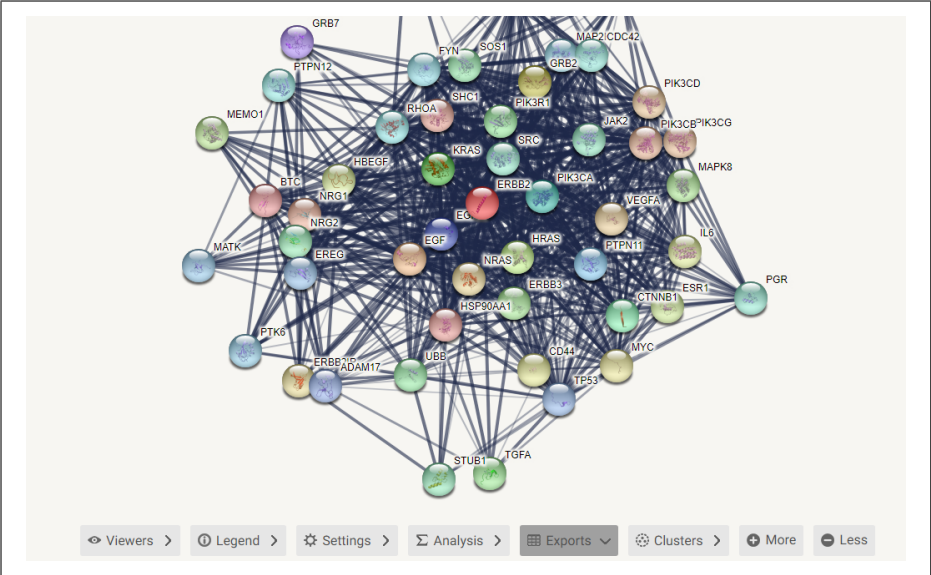 GRB7
FYN
SOS1
MAP2
CDC42
GRB2
PTPN12
PIK3CD
PIK3R1
SHC1
RHOA
MEMO1
JAK2
PIK3CB
PIK3CG
SRC
KRAS
HBEGF
MAPK8
BTC
ERBB2
PIK3CA
NRG1
VEGFA
NRG2
EGF
HRAS
IL6
MATK
EREG
NRAS
PTPN11
PGR
ERBB3
ESR1
CTNNB1
HSP90AA1
PTK6
CD44
MYC
UBB
ADAM17
TP53
STUB1
TGFA
Viewers Legend Settings Analysis Exports Clusters More Less